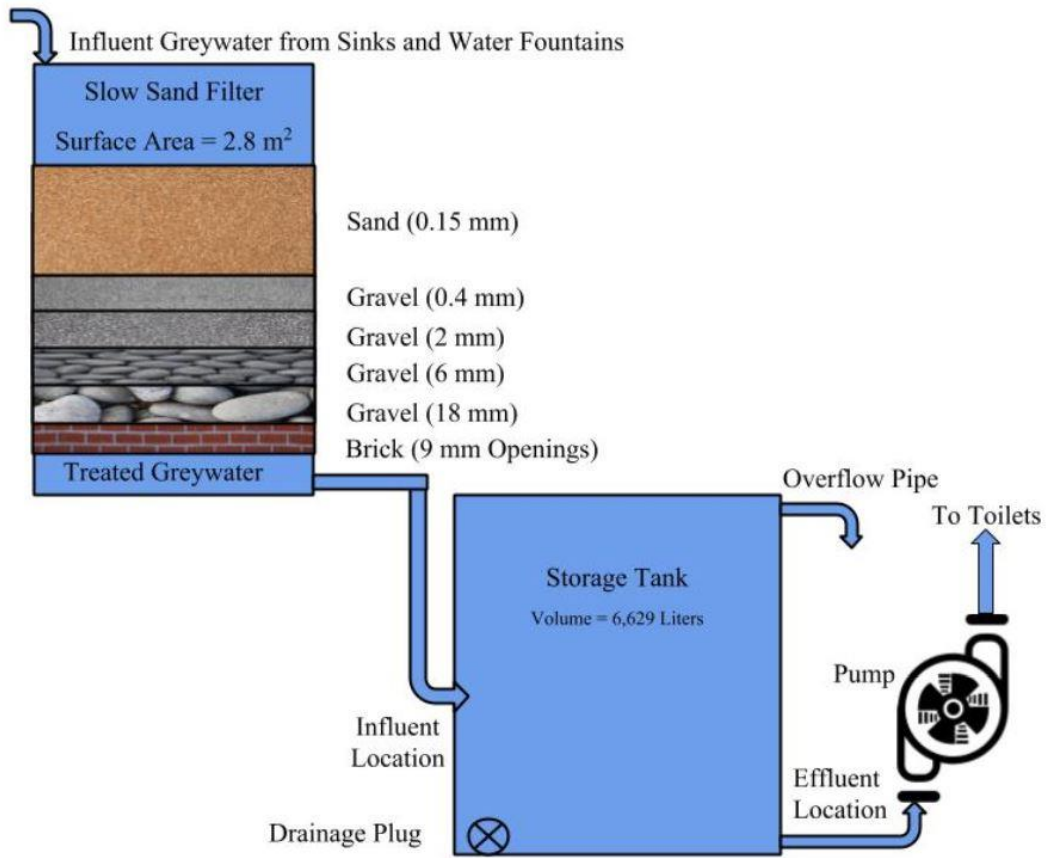 Influent Greywater from Sinks and Water Fountains
Slow Sand Filter
Surface Area = 2.8 m²
Sand (0.15 mm)
Gravel (0.4 mm)
Gravel (2 mm)
Gravel (6 mm)
Gravel (18 mm)
Brick (9 mm Openings)
Treated Greywater
Overflow Pipe
To Toilets
Storage Tank
Volume = 6,629 Liters
Pump
Influent
Location
Effluent
Location
Drainage Plug